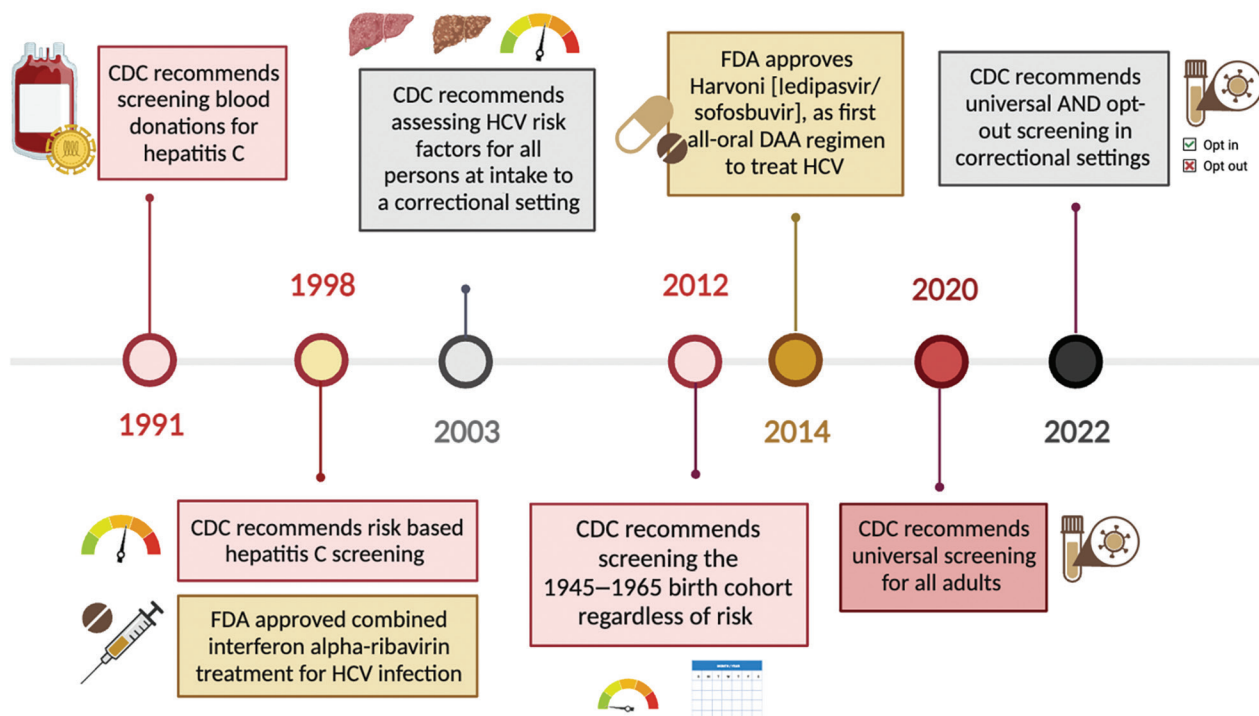 CDC recommends
screening blood
donations for
hepatitis C
CDC recommends
assessing HCV risk
factors for all
persons at intake to
a correctional setting
FDA approves
Harvoni [ledipasvir/
sofosbuvir], as first
all-oral DAA regimen
to treat HCV
CDC recommends
universal AND opt-
out screening in
correctional settings
Opt in
Opt out
1991
1998
2003
2012
2014
2020
2022
CDC recommends risk based
hepatitis C screening
FDA approved combined
interferon alpha-ribavirin
treatment for HCV infection
CDC recommends
screening the
1945–1965 birth cohort
regardless of risk
CDC recommends
universal screening
for all adults